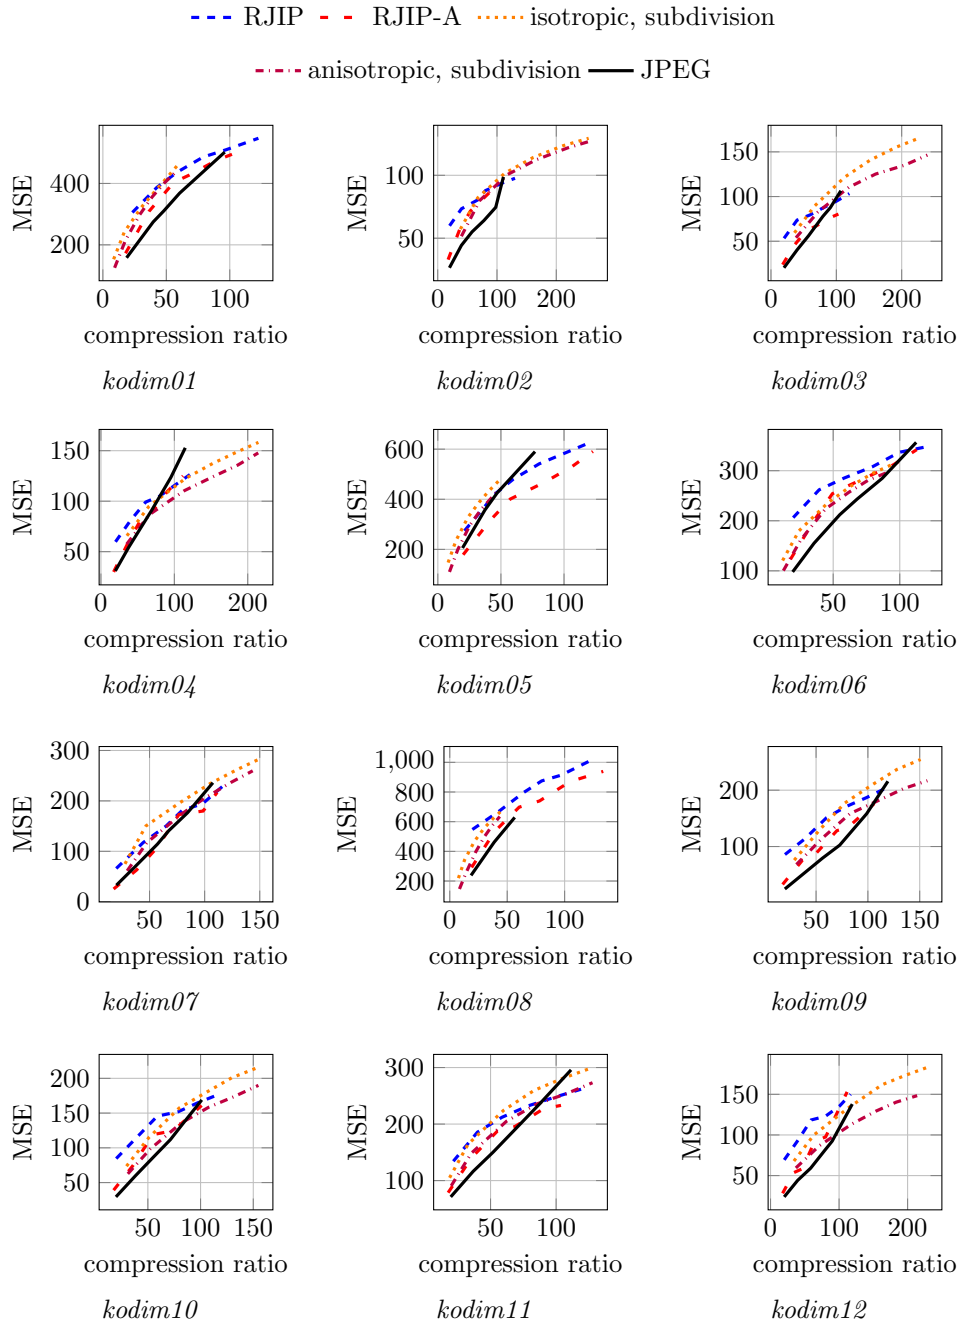 RJIP RJIP-A isotropic, subdivision
anisotropic, subdivision JPEG
MSE
400
200
0 50 100
compression ratio
kodim01
MSE
100
50
0 100 200
compression ratio
kodim02
MSE
150
100
50
0 100 200
compression ratio
kodim03
MSE
150
100
50
0 100 200
compression ratio
kodim04
MSE
600
400
200
0 50 100
compression ratio
kodim05
MSE
300
200
100
50 100
compression ratio
kodim06
MSE
300
200
100
0
50 100 150
compression ratio
kodim07
MSE
1,000
800
600
400
200
0 50 100
compression ratio
kodim08
MSE
200
100
50 100 150
compression ratio
kodim09
MSE
200
150
100
50
50 100 150
compression ratio
kodim10
MSE
300
200
100
50 100
compression ratio
kodim11
MSE
150
100
50
0 100 200
compression ratio
kodim12